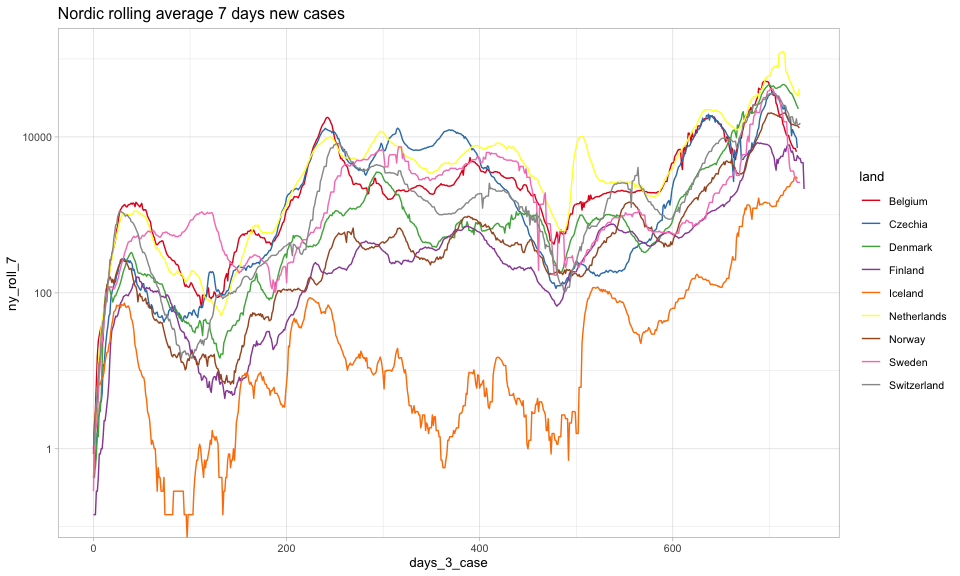 Nordic rolling average 7 days new cases
ny_roll_7
10000
100
1
0
200
400
600
days_3_case
land
Belgium
Czechia
Denmark
Finland
Iceland
Netherlands
Norway
Sweden
Switzerland